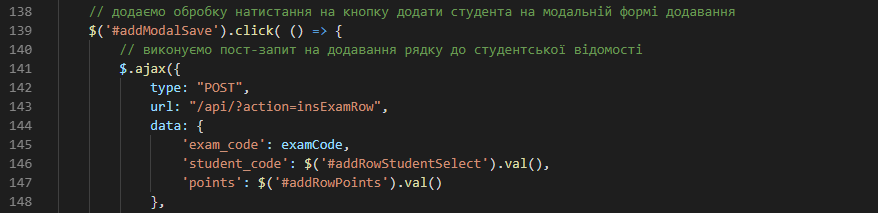 138 // додаємо обробку натистання на кнопку додати студента на модальній формі додавання
139 $('#addModalSave').click( () => {
140 // виконуємо пост-запит на додавання рядку до студентської відомості
141 $.ajax({
142 type: "POST",
143 url: "/api/?action=insExamRow",
144 data: {
145 'exam_code': examCode,
146 'student_code': $('#addRowStudentSelect').val(),
147 'points': $('#addRowPoints').val()
148 },